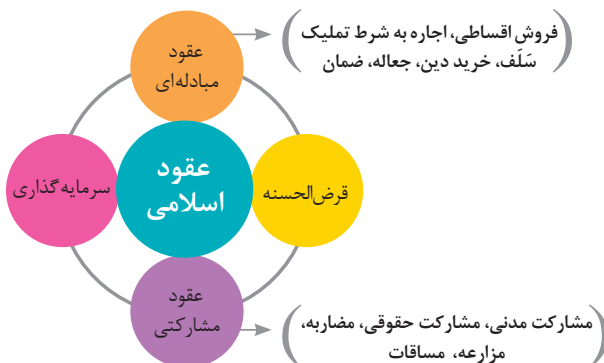 عقود
مبادله‌ای
فروش اقساطی، اجاره به شرط تملیک
سَلَف، خرید دین، جعاله، ضمان
عقود
اسلامی
قرض‌الحسنه
سرمایه‌گذاری
عقود
مشارکتی
مشارکت مدنی، مشارکت حقوقی، مضاربه،
مزارعه، مساقات